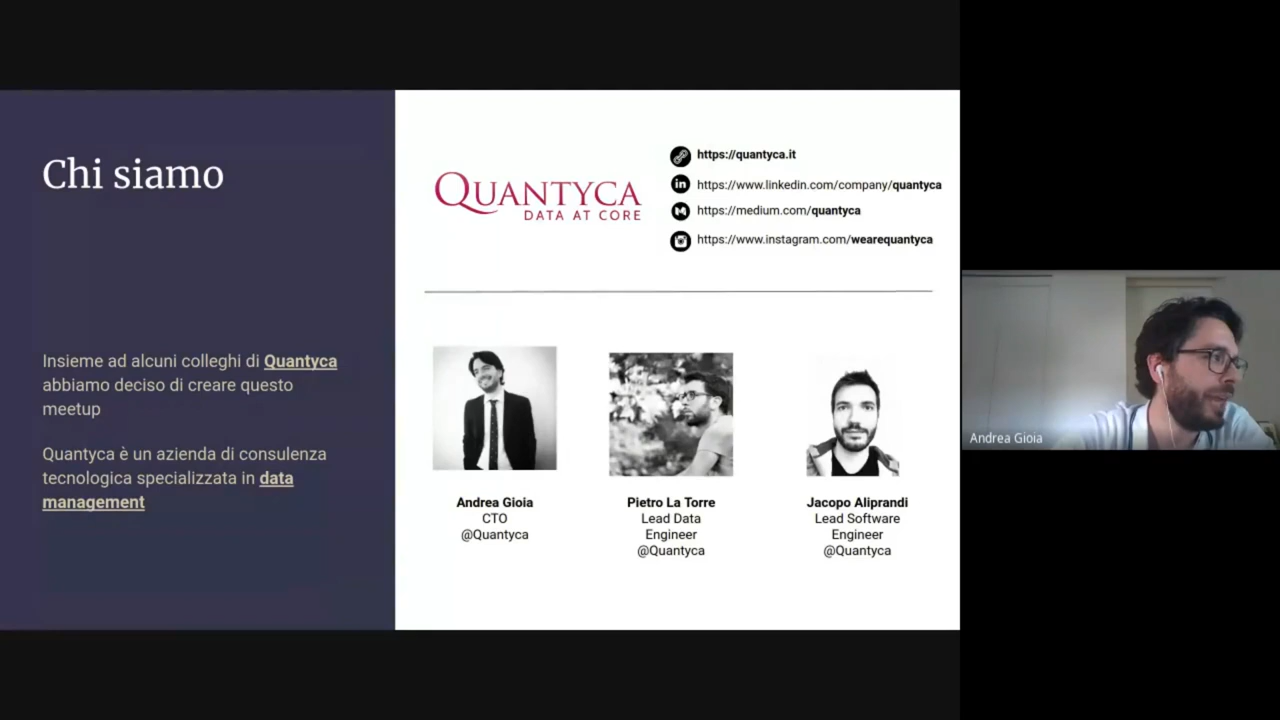 Chi siamo
Insieme ad alcuni colleghi di Quantyca
abbiamo deciso di creare questo
meetup
Quantyca è un azienda di consulenza
tecnologica specializzata in data
management
QUANTYCA
DATA AT CORE
https://quantyca.it
in
https://www.linkedin.com/company/quantyca
https://medium.com/quantyca
https://www.instagram.com/wearequantyca
Andrea Gioia
CTO
@Quantyca
Pietro La Torre
Lead Data
Engineer
@Quantyca
Jacopo Aliprandi
Lead Software
Engineer
@Quantyca
Andrea Gioia